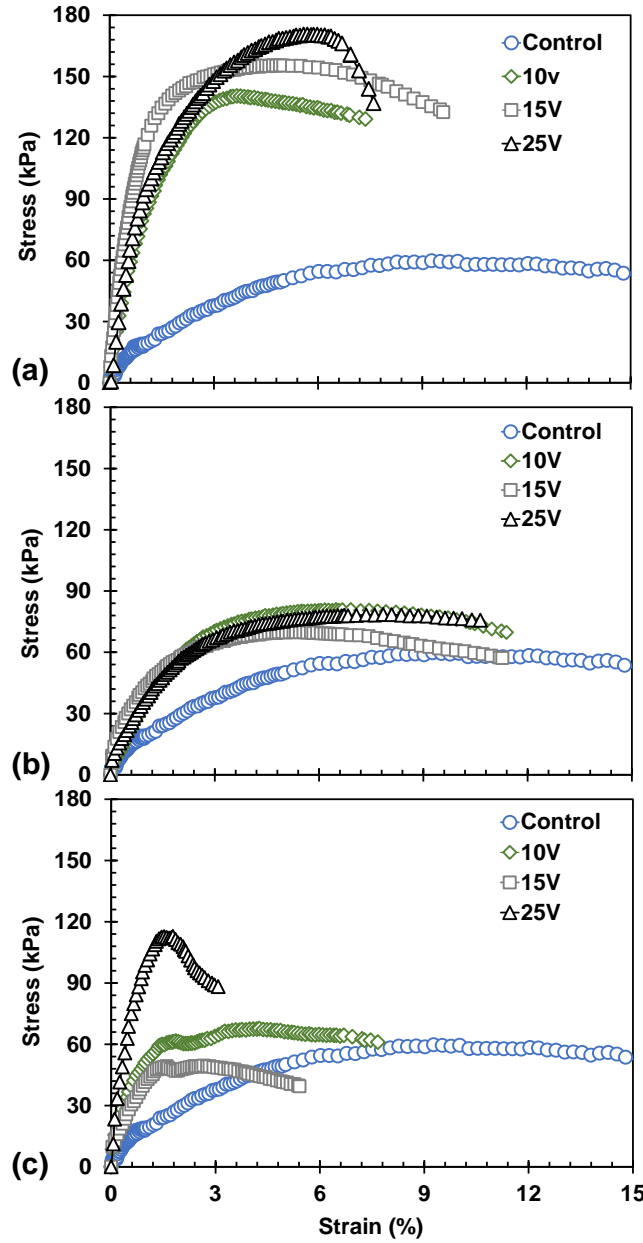 180
150
120
90
60
30
0
Stress (kPa)
Control
10v
15V
25V
(a)
180
150
120
90
60
30
0
Stress (kPa)
Control
10V
15V
25V
(b)
180
150
120
90
60
30
0
Stress (kPa)
Control
10V
15V
25V
(c)
0 3 6 9 12 15
Strain (%)